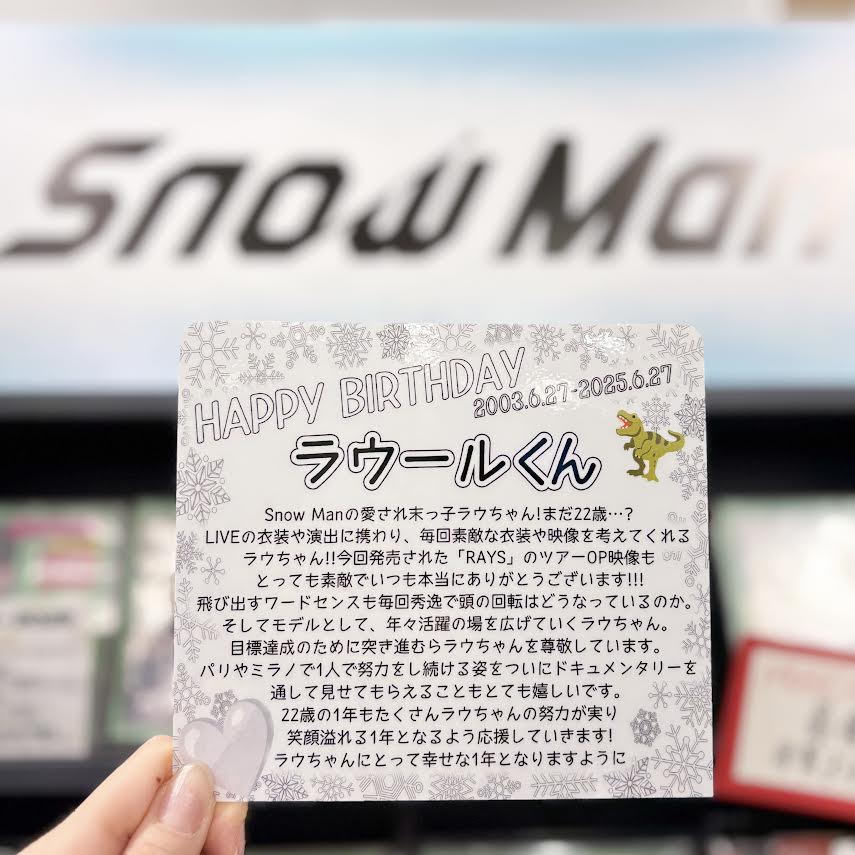 Snow Man
HAPPY BIRTHDAY
2003.6.27-2025.6.27
ラウールくん
Snow Manの愛され末っ子ラウちゃん!まだ22歳…?
LIVEの衣装や演出に携わり、毎回素敵な衣装や映像を考えてくれる
ラウちゃん!!今回発売された「RAYS」のツアーOP映像も
とっても素敵でいつも本当にありがとうございます!!!
飛び出すワードセンスも毎回秀逸で頭の回転はどうなっているのか。
そしてモデルとして、年々活躍の場を広げていくラウちゃん。
目標達成のために突き進むラウちゃんを尊敬しています。
パリやミラノで1人で努力をし続ける姿をついにドキュメンタリーを
通して見せてもらえることもとても嬉しいです。
22歳の1年もたくさんラウちゃんの努力が実り
笑顔溢れる1年となるよう応援していきます!
ラウちゃんにとって幸せな1年となりますように